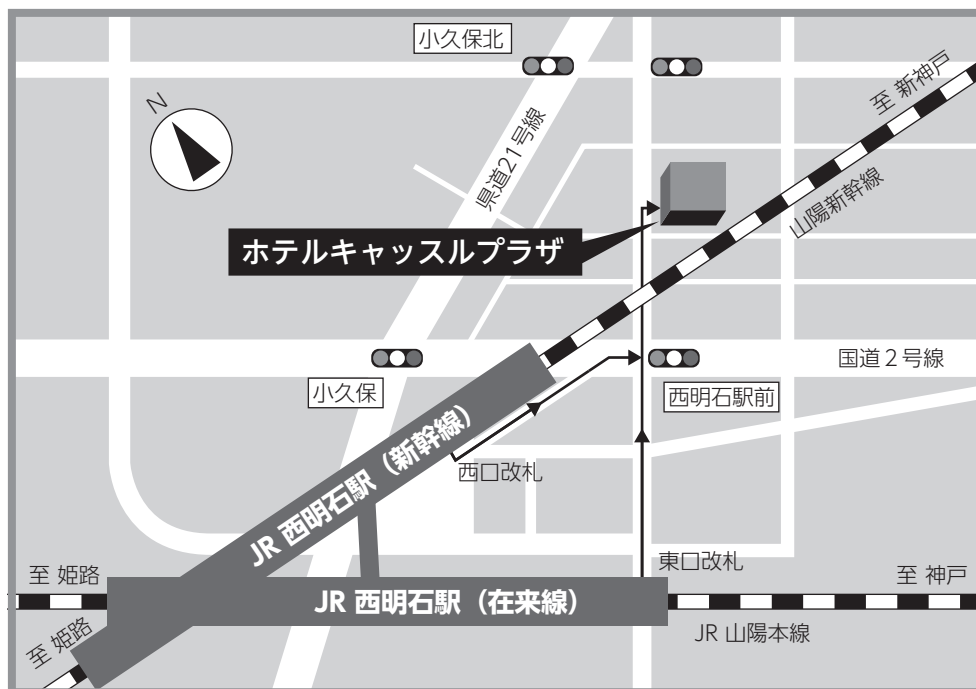 小久保北
N
至 新神戸
県道21号線
山陽新幹線
ホテルキャッスルプラザ
国道2号線
小久保
西明石駅前
JR 西明石駅（新幹線）
西口改札
東口改札
至 姫路
至 神戸
JR 西明石駅（在来線）
JR 山陽本線
至 姫路